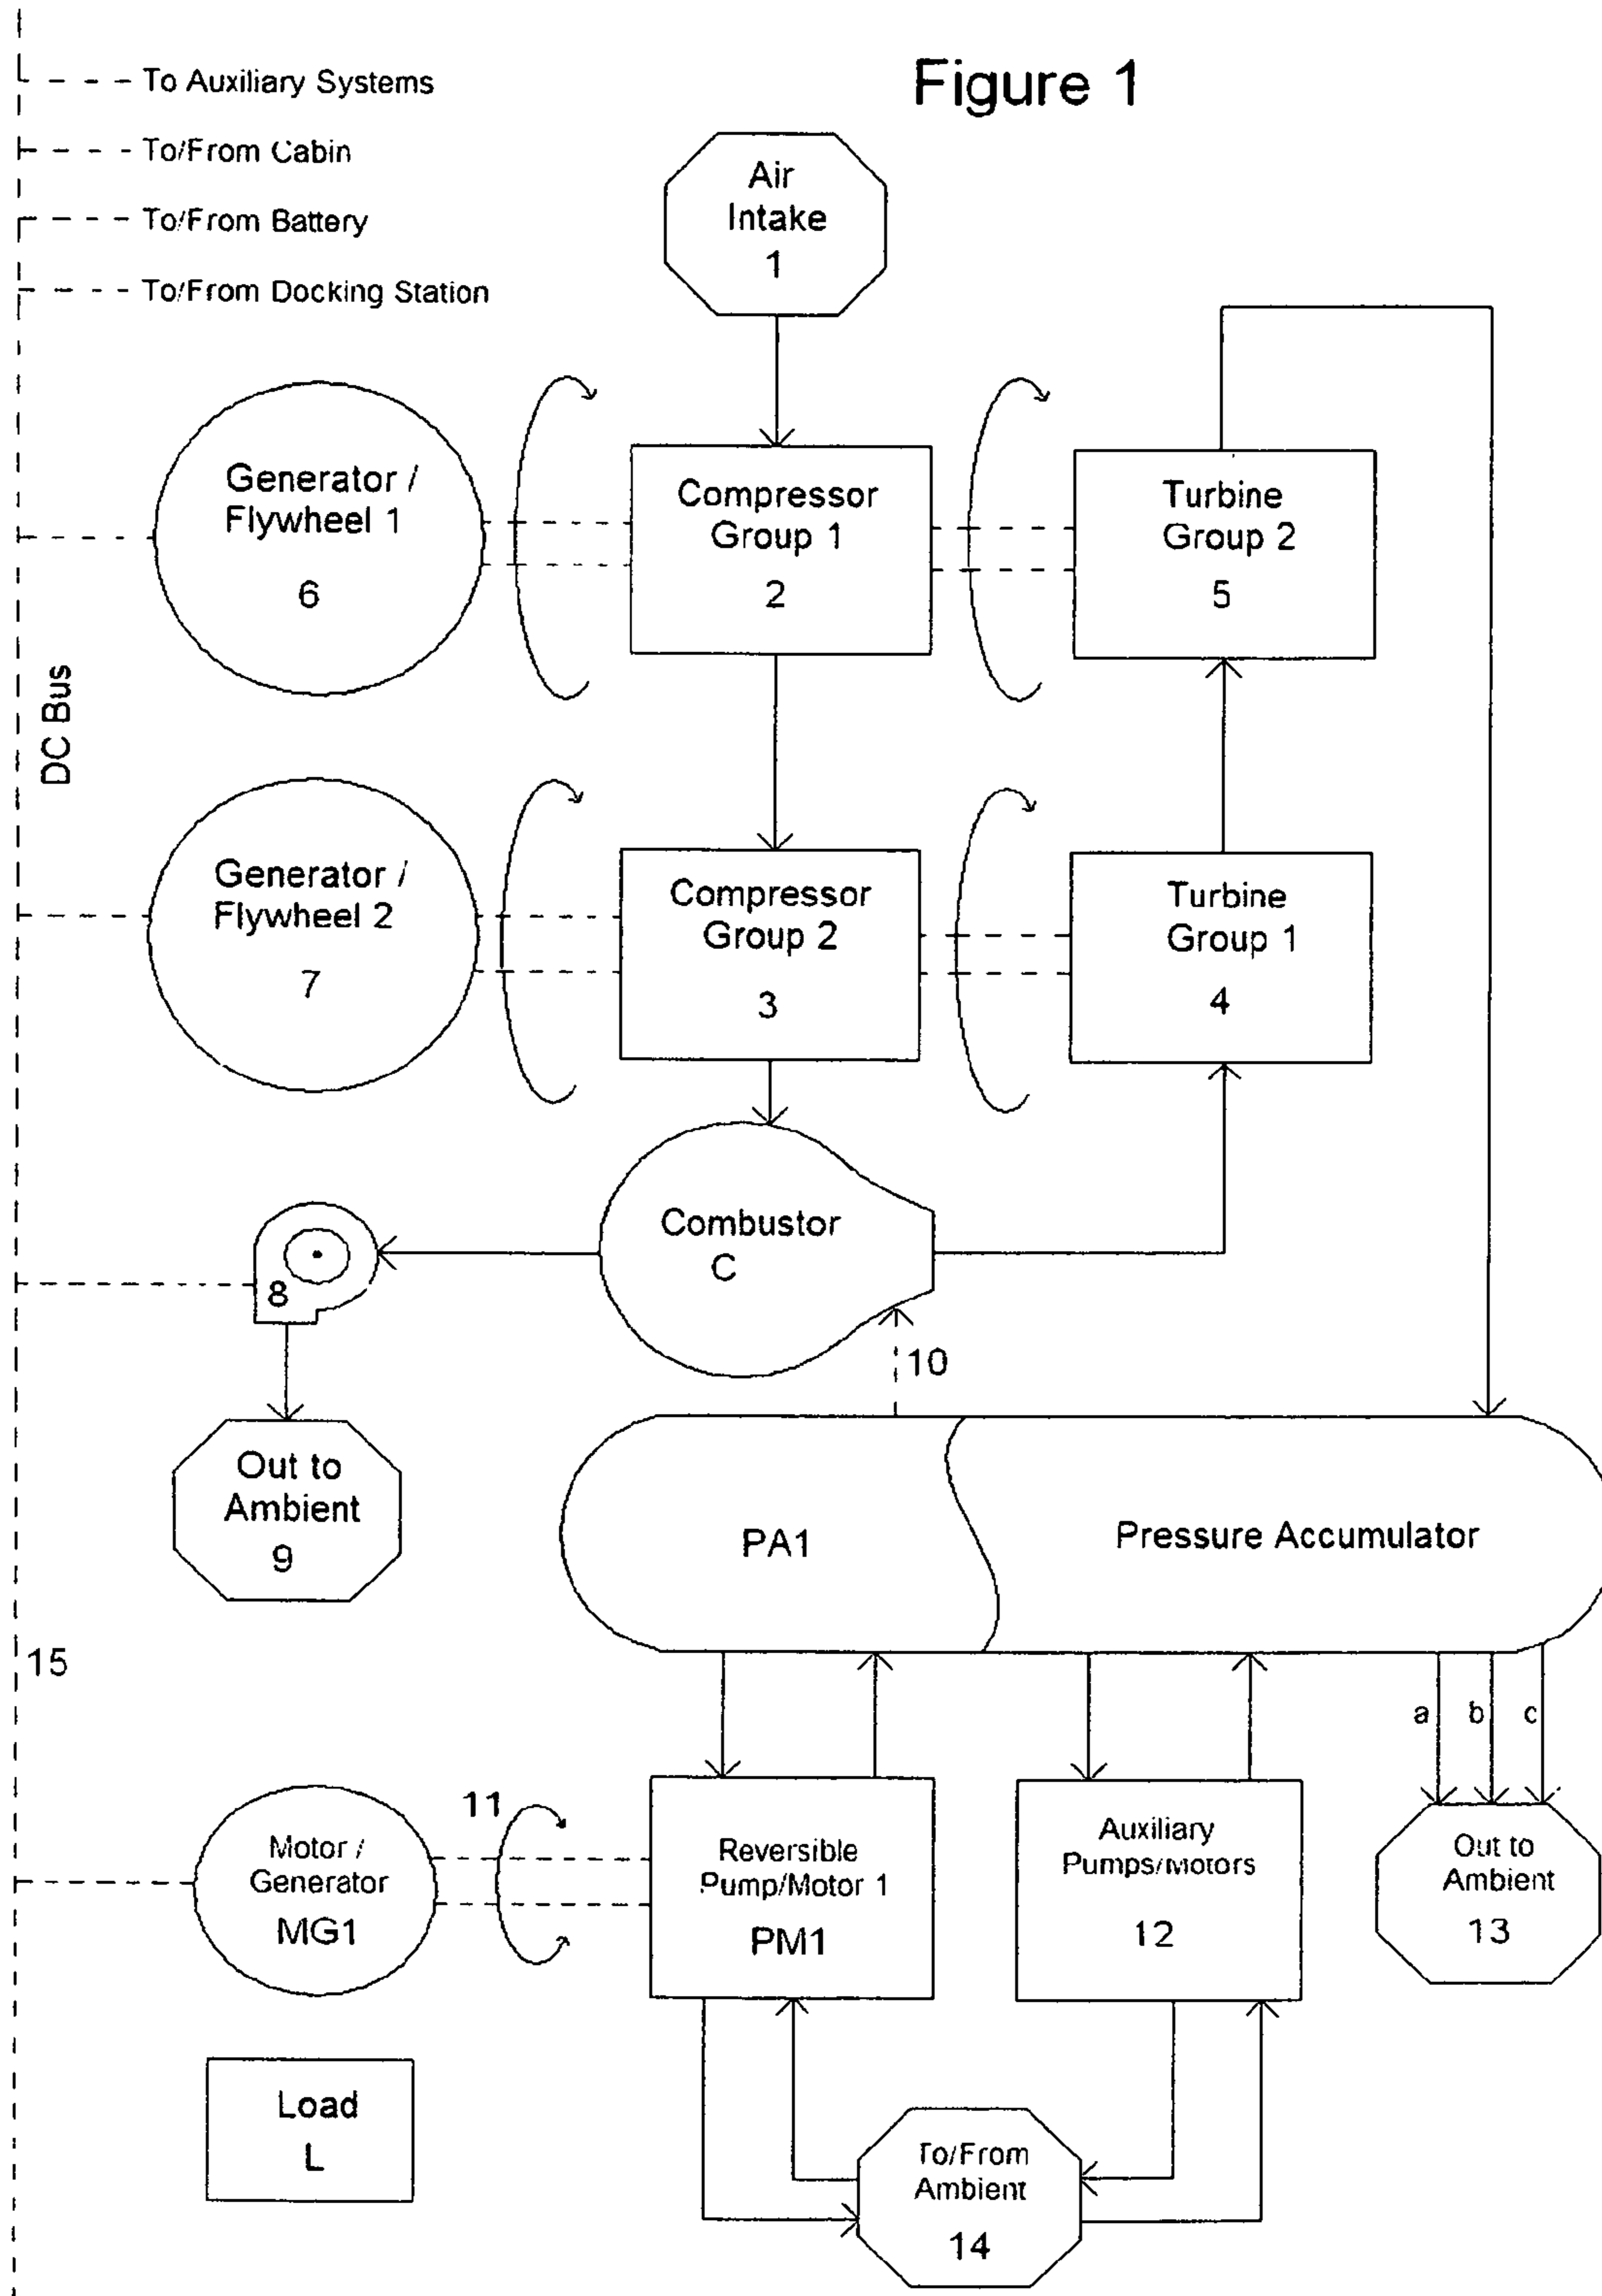 Figure 1
To Auxiliary Systems
To/From Cabin
To/From Battery
To/From Docking Station
Air
Intake
1
Generator /
Flywheel 1
6
Compressor
Group 1
2
Turbine
Group 2
5
DC Bus
Generator /
Flywheel 2
7
Compressor
Group 2
3
Turbine
Group 1
4
Combustor
C
8
10
Out to
Ambient
9
PA1
Pressure Accumulator
15
a
b
c
11
Motor /
Generator
MG1
Reversible
Pump/Motor 1
PM1
Auxiliary
Pumps/Motors
12
Out to
Ambient
13
Load
L
To/From
Ambient
14